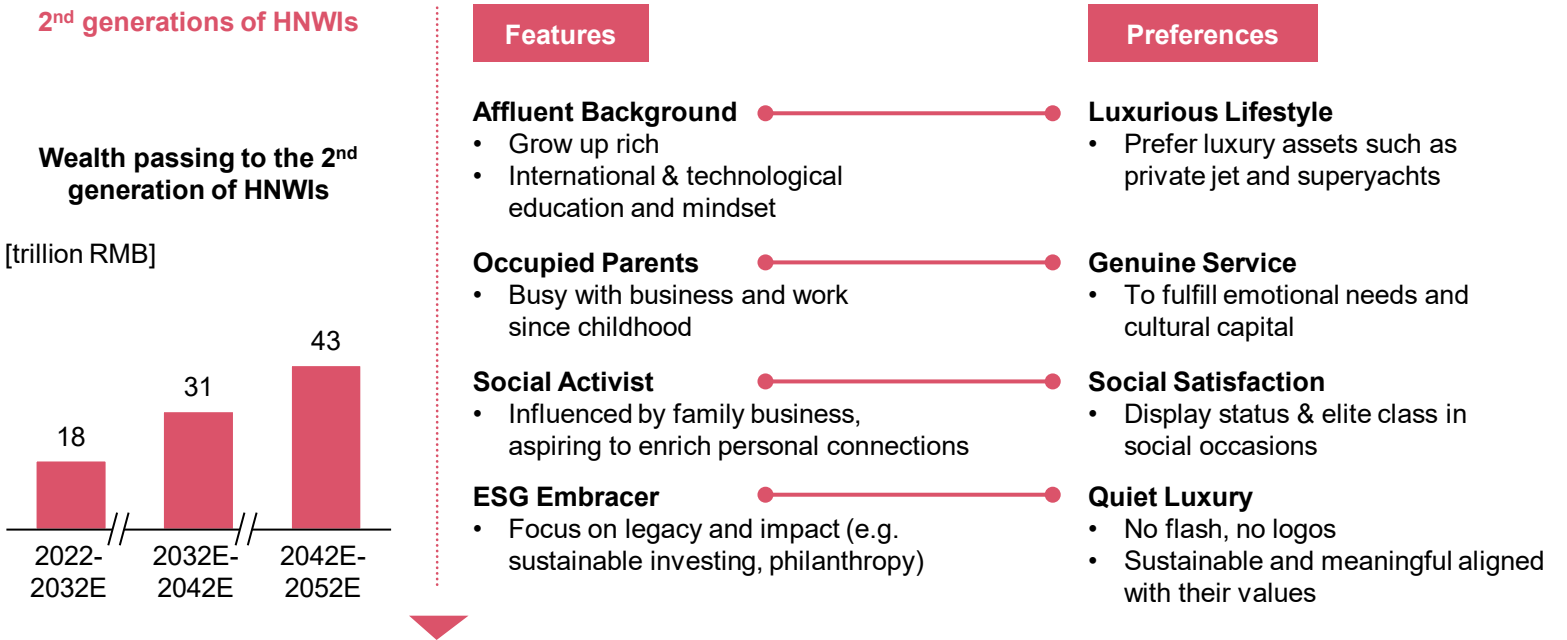 2nd generations of HNWIs
Wealth passing to the 2nd
generation of HNWIs
[trillion RMB]
18
31
43
2022-
2032E
2032E-
2042E
2042E-
2052E
Features
Preferences
Affluent Background
• Grow up rich
• International & technological
education and mindset
Luxurious Lifestyle
• Prefer luxury assets such as
private jet and superyachts
Occupied Parents
• Busy with business and work
since childhood
Genuine Service
• To fulfill emotional needs and
cultural capital
Social Activist
• Influenced by family business,
aspiring to enrich personal connections
Social Satisfaction
• Display status & elite class in
social occasions
ESG Embracer
• Focus on legacy and impact (e.g.
sustainable investing, philanthropy)
Quiet Luxury
• No flash, no logos
• Sustainable and meaningful aligned
with their values